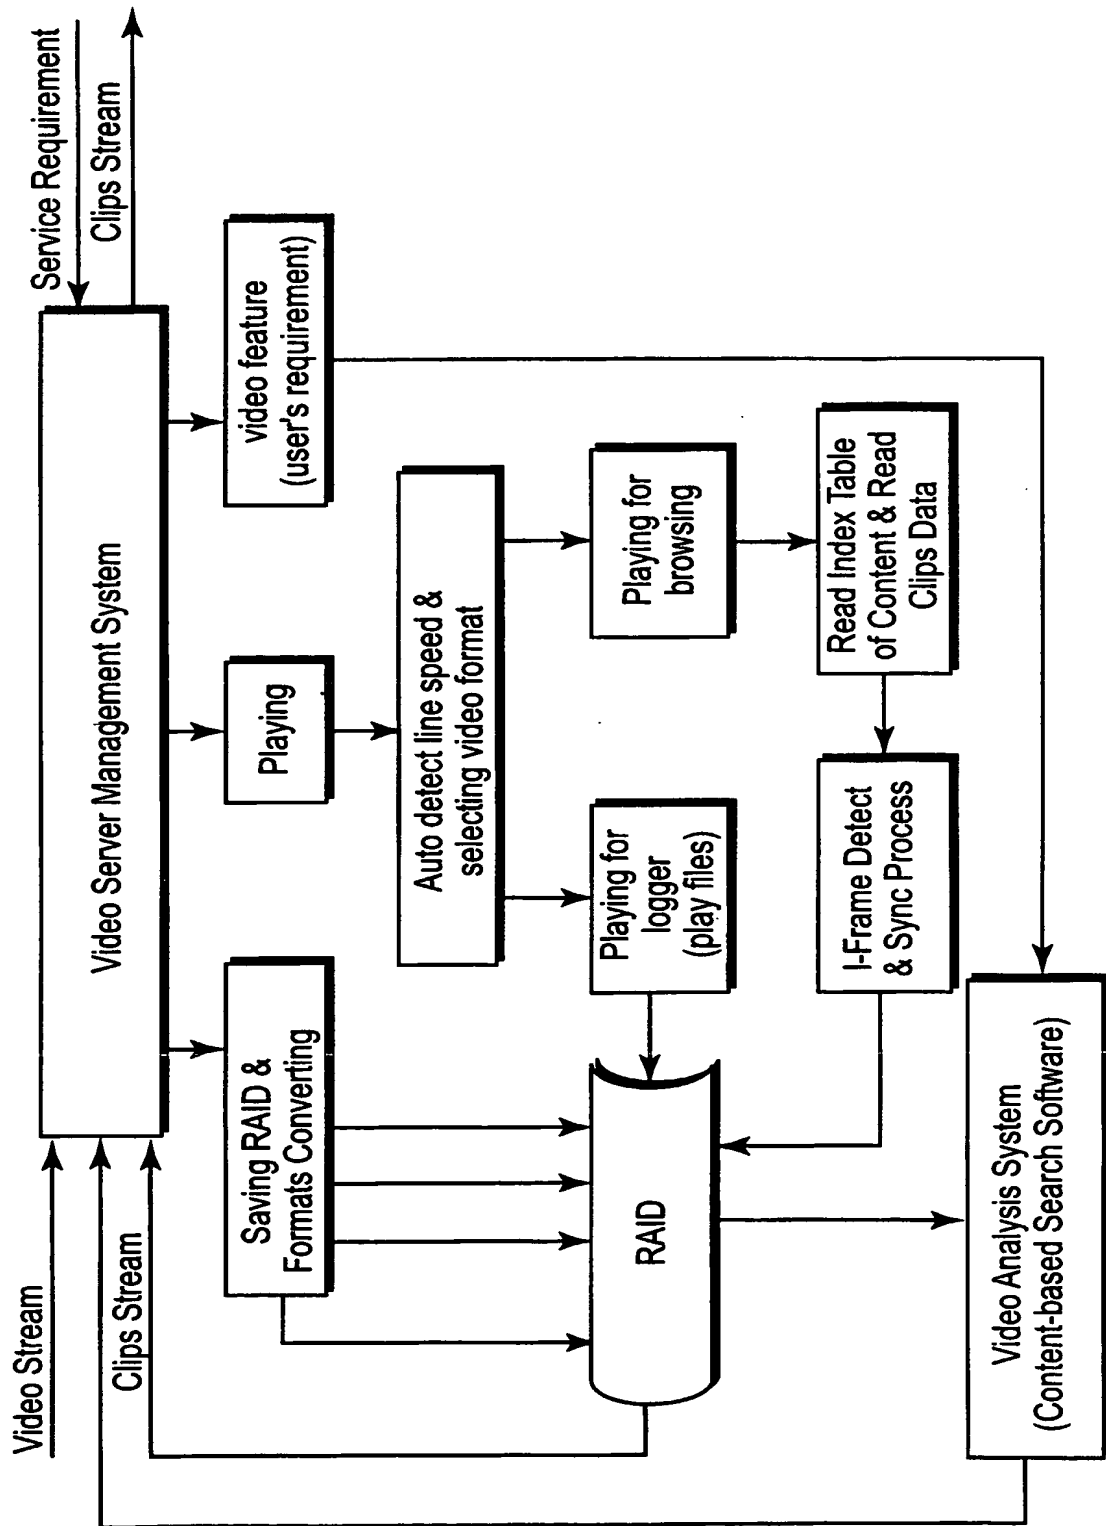 Video Stream
Clips Stream
Service Requirement
Clips Stream
Video Server Management System
Saving RAID &
Formats Converting
Playing
video feature
(user's requirement)
Auto detect line speed &
selecting video format
RAID
Playing for
logger
(play files)
Playing for
browsing
I-Frame Detect
& Sync Process
Read Index Table
of Content & Read
Clips Data
Video Analysis System
(Content-based Search Software)